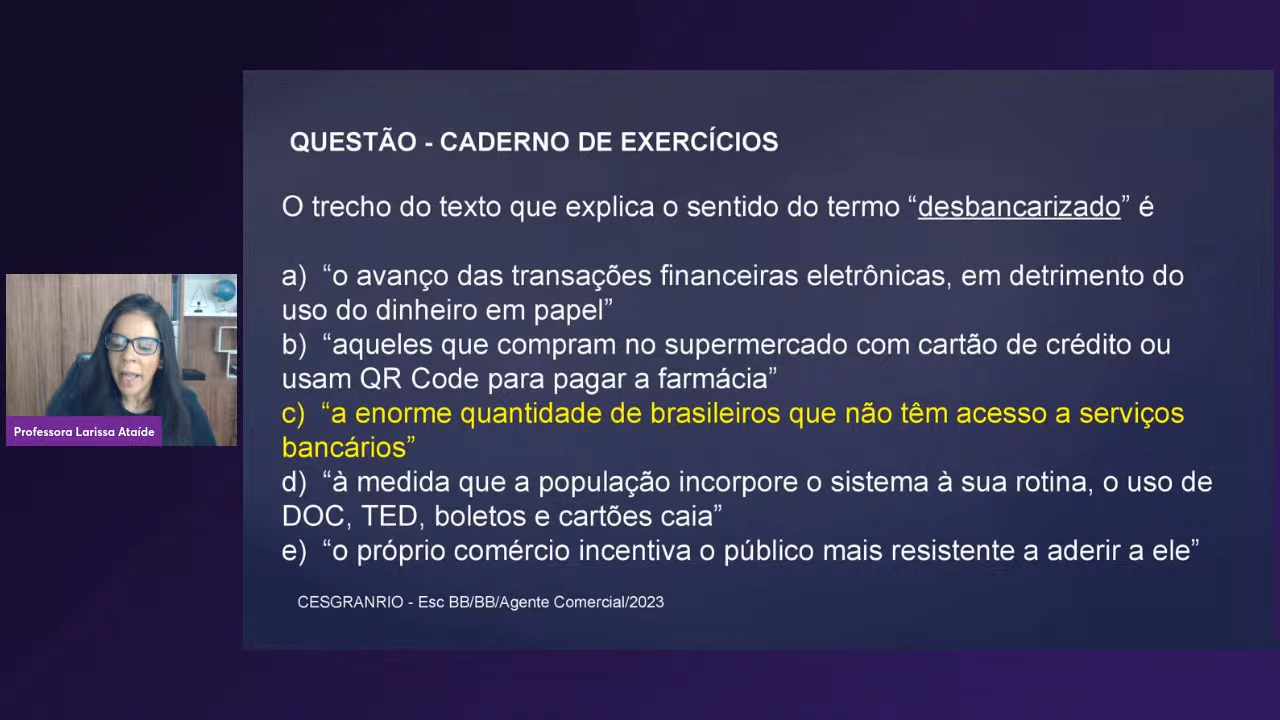 QUESTÃO - CADERNO DE EXERCÍCIOS
O trecho do texto que explica o sentido do termo “desbancarizado” é
a) “o avanço das transações financeiras eletrônicas, em detrimento do
uso do dinheiro em papel”
b) “aqueles que compram no supermercado com cartão de crédito ou
usam QR Code para pagar a farmácia”
c) “a enorme quantidade de brasileiros que não têm acesso a serviços
bancários”
d) “à medida que a população incorpore o sistema à sua rotina, o uso de
DOC, TED, boletos e cartões caia”
e) “o próprio comércio incentiva o público mais resistente a aderir a ele”
CESGRANRIO - Esc BB/BB/Agente Comercial/2023
Professora Larissa Ataíde